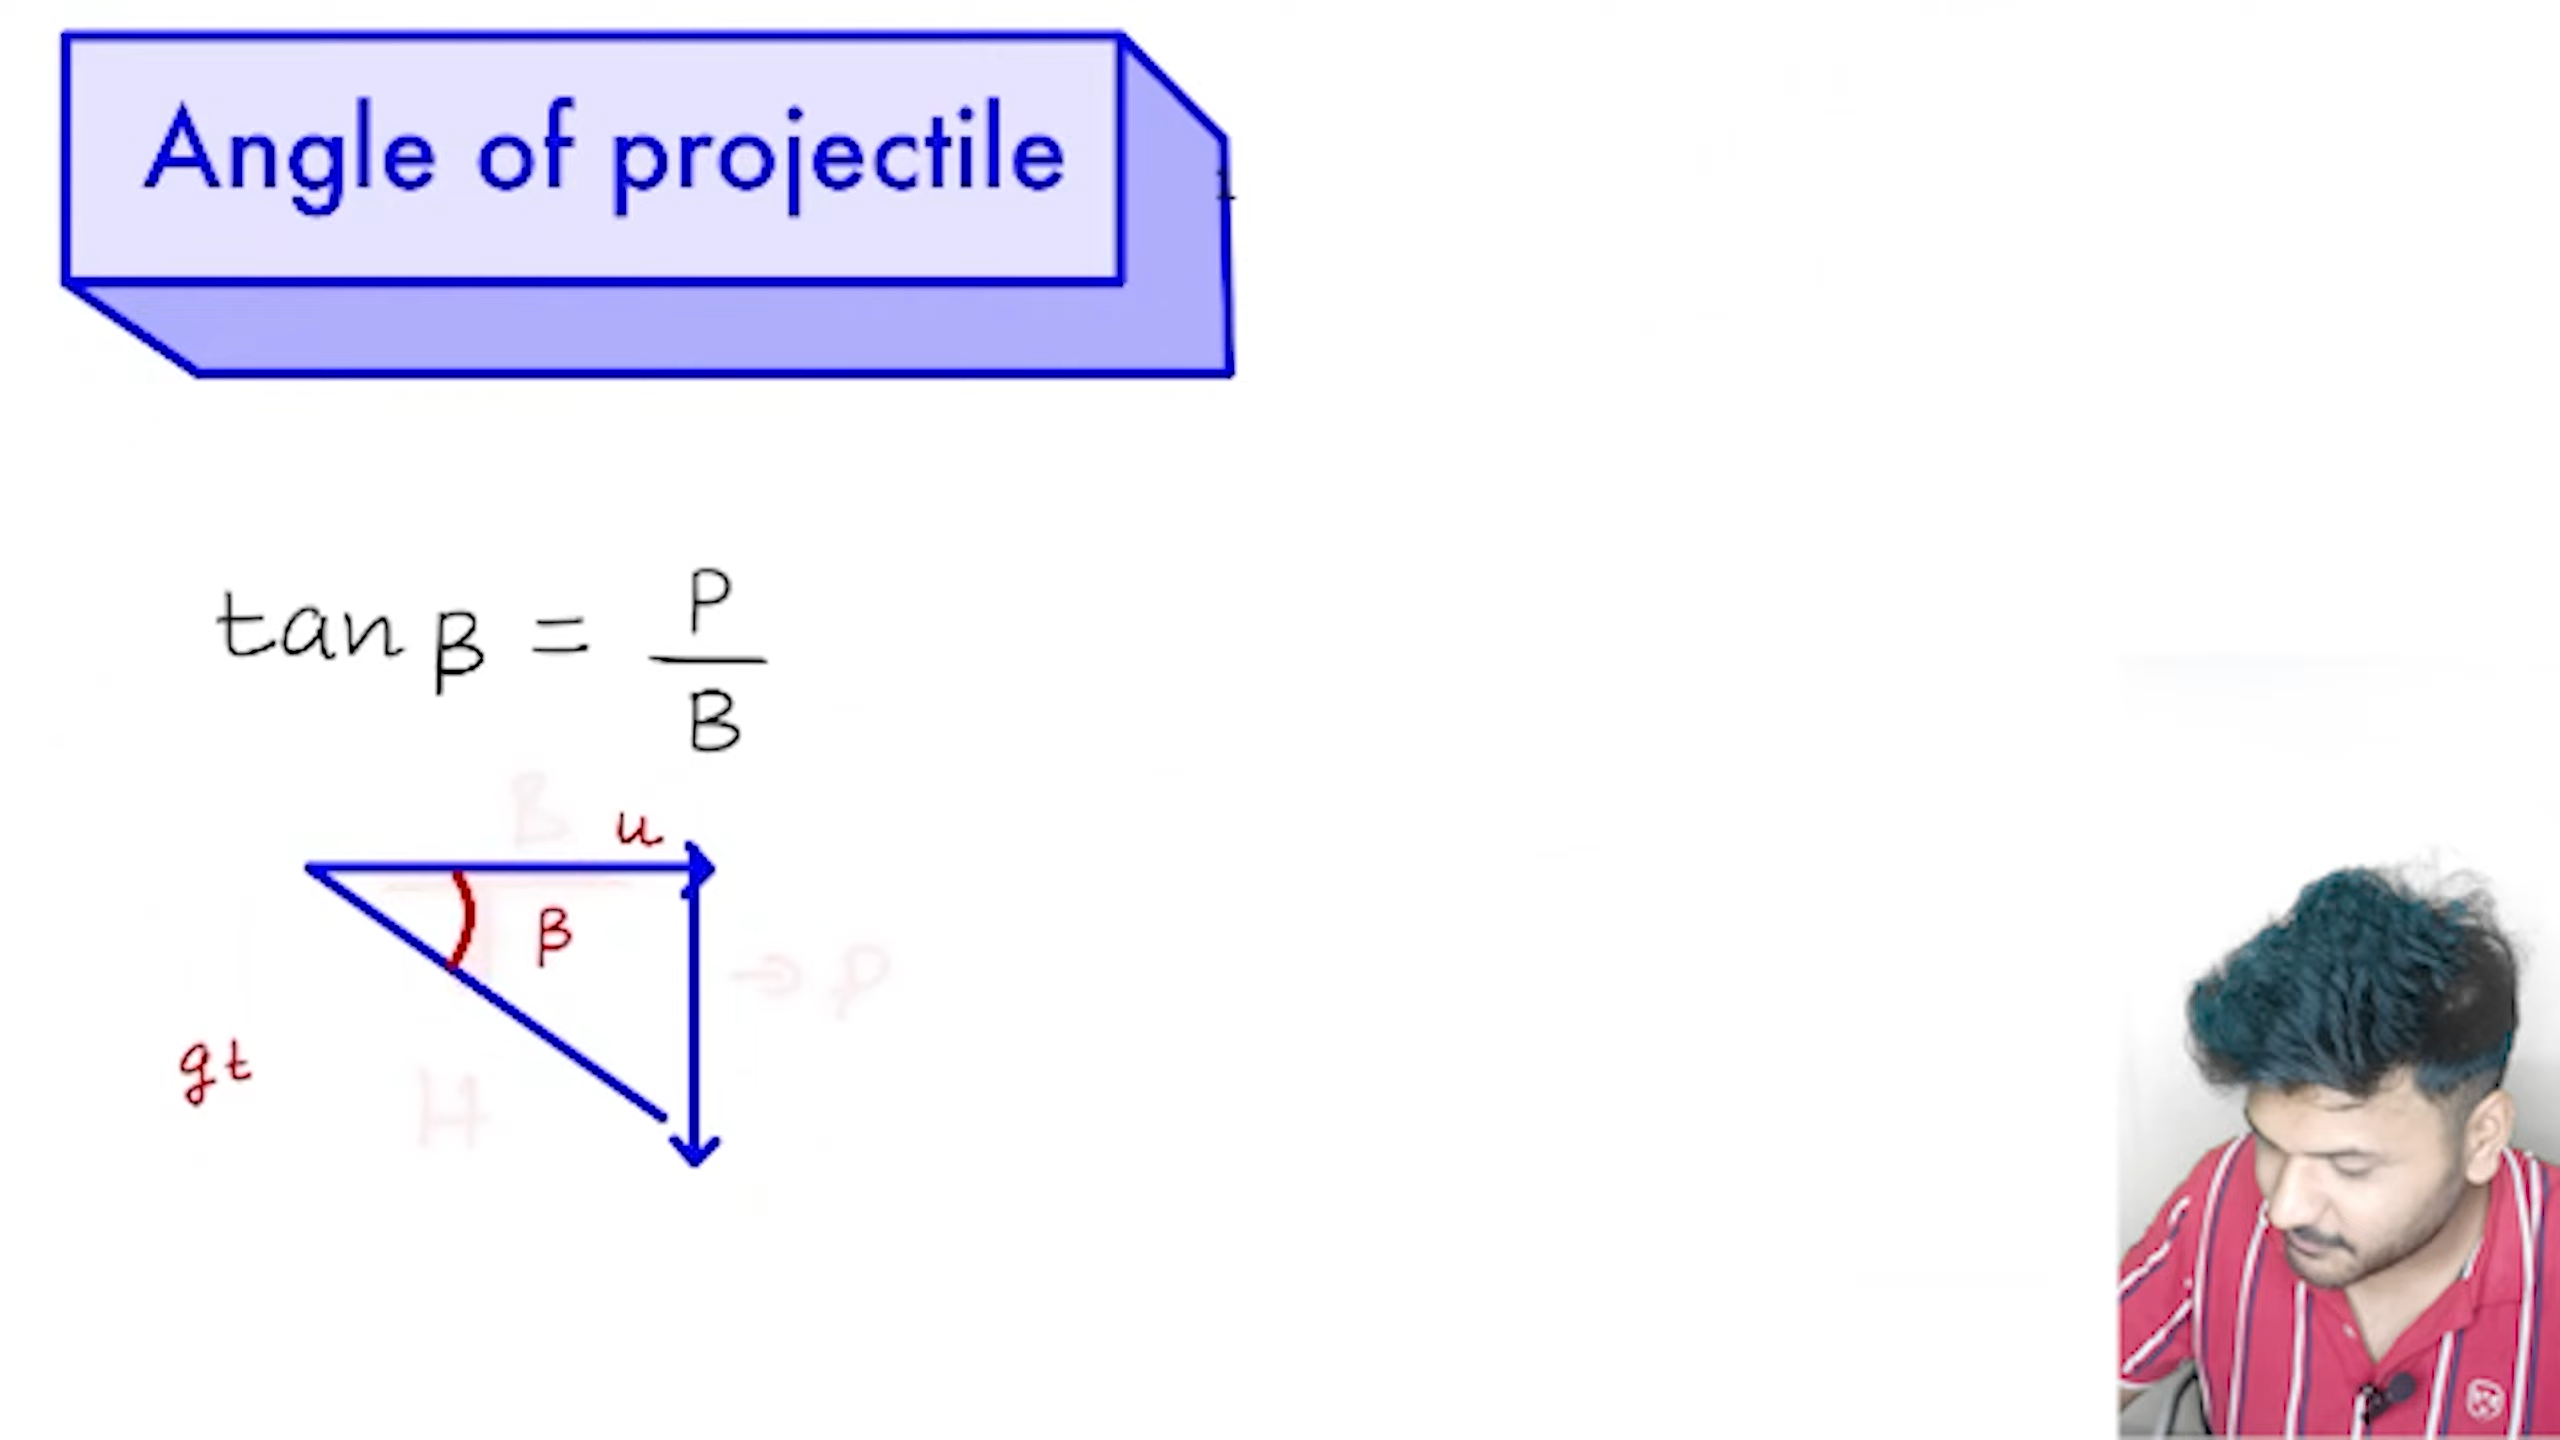 Angle of projectile
tan β = P
B
B
u
β
→ P
gt
H